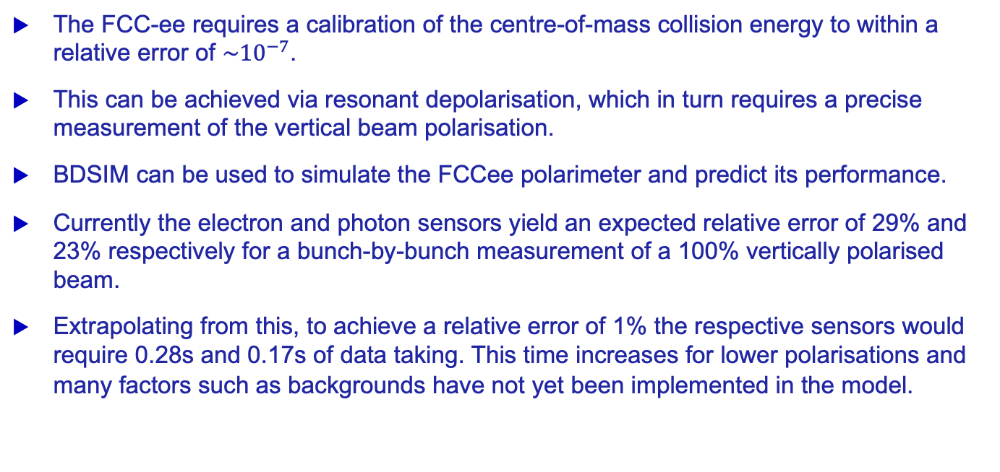 ▶ The FCC-ee requires a calibration of the centre-of-mass collision energy to within a
relative error of ~10⁻⁷.
▶ This can be achieved via resonant depolarisation, which in turn requires a precise
measurement of the vertical beam polarisation.
▶ BDSIM can be used to simulate the FCCee polarimeter and predict its performance.
▶ Currently the electron and photon sensors yield an expected relative error of 29% and
23% respectively for a bunch-by-bunch measurement of a 100% vertically polarised
beam.
▶ Extrapolating from this, to achieve a relative error of 1% the respective sensors would
require 0.28s and 0.17s of data taking. This time increases for lower polarisations and
many factors such as backgrounds have not yet been implemented in the model.